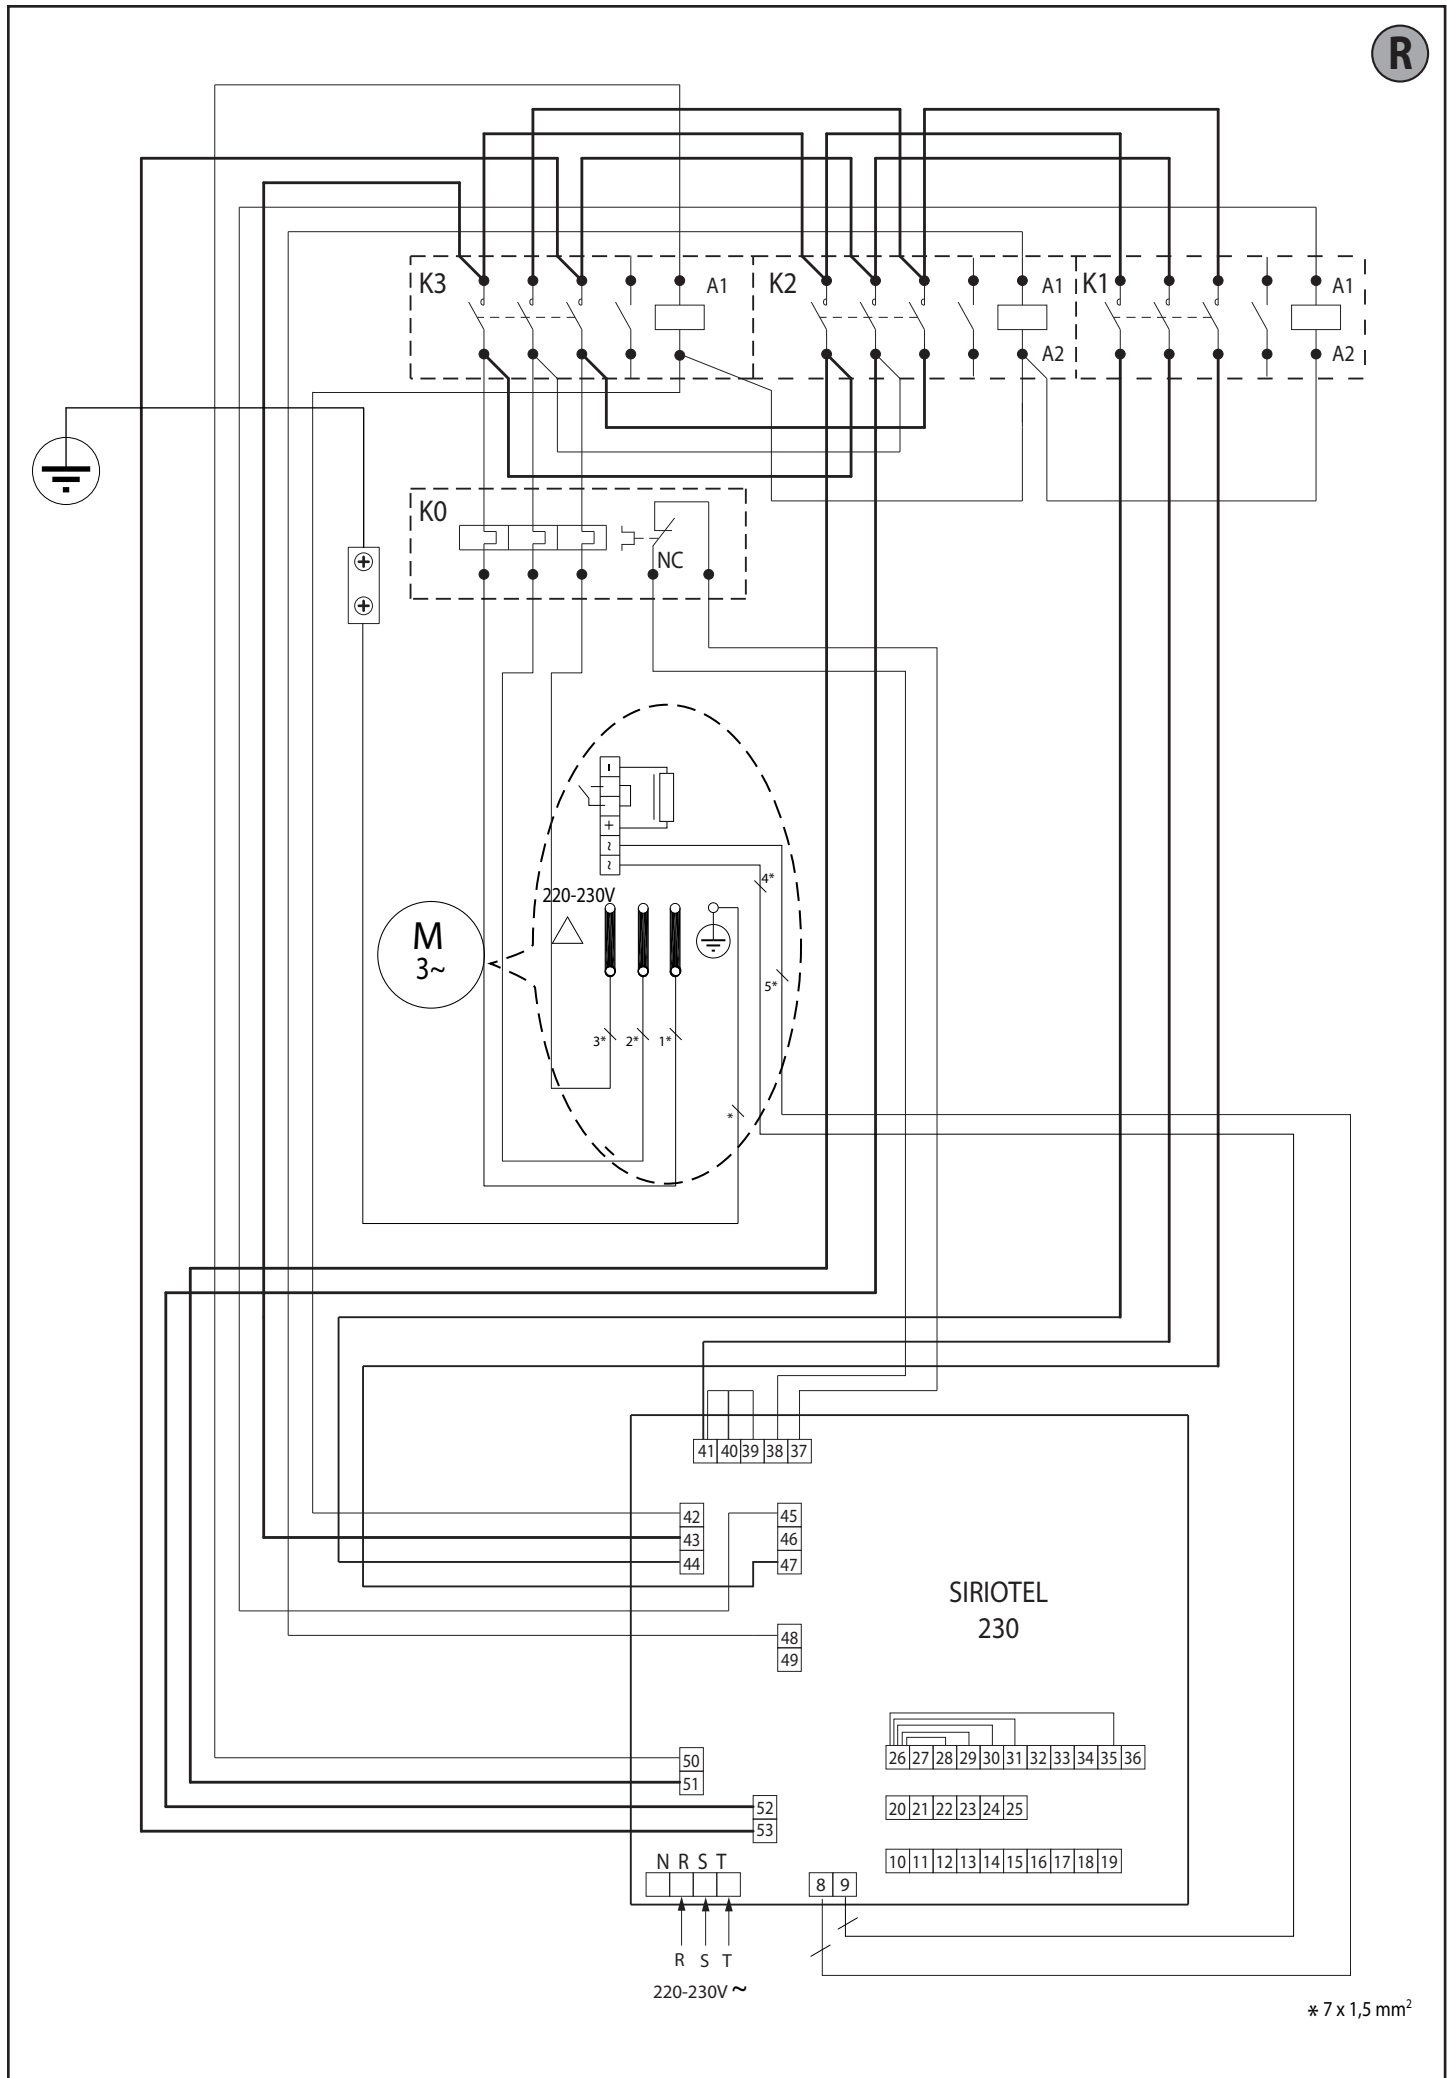 R
K3
A1
K2
A1
K1
A1
A2
A2
K0
NC
+
~
~
4*
220-230V
M
3~
5*
3*
2*
1*
*
41 40 39 38 37
42
43
44
45
46
47
SIRIOTEL
230
48
49
50
51
26 27 28 29 30 31 32 33 34 35 36
52
53
20 21 22 23 24 25
10 11 12 13 14 15 16 17 18 19
N R S T
8 9
R S T
220-230V ~
* 7 x 1,5 mm²